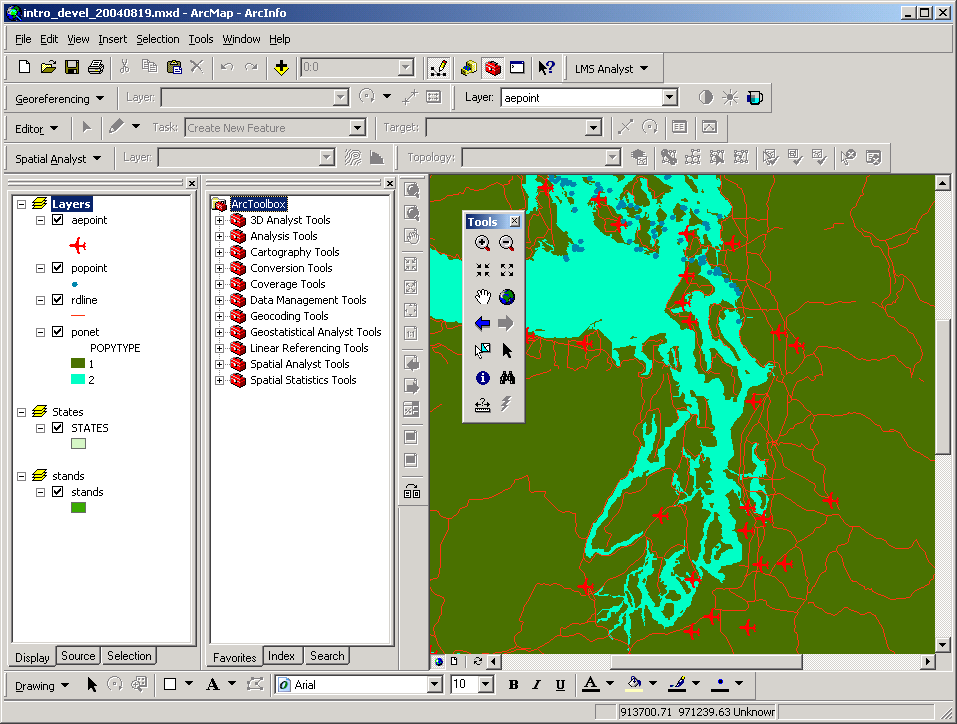 intro_devel_20040819.mxd - ArcMap - ArcInfo
File Edit View Insert Selection Tools Window Help
0:0 LMS Analyst
Georeferencing Layer: Layer: aepoint
Editor Task: Create New Feature Target:
Spatial Analyst Layer: Topology:
Layers
aepoint
popoint
rdline
ponet
POPYTYPE
1
2
States
STATES
stands
stands
Display Source Selection
ArcToolbox
3D Analyst Tools
Analysis Tools
Cartography Tools
Conversion Tools
Coverage Tools
Data Management Tools
Geocoding Tools
Geostatistical Analyst Tools
Linear Referencing Tools
Spatial Analyst Tools
Spatial Statistics Tools
Favorites Index Search
1:1
Tools
Drawing A Arial 10 B I U A
913700.71 971239.63 Unknowr